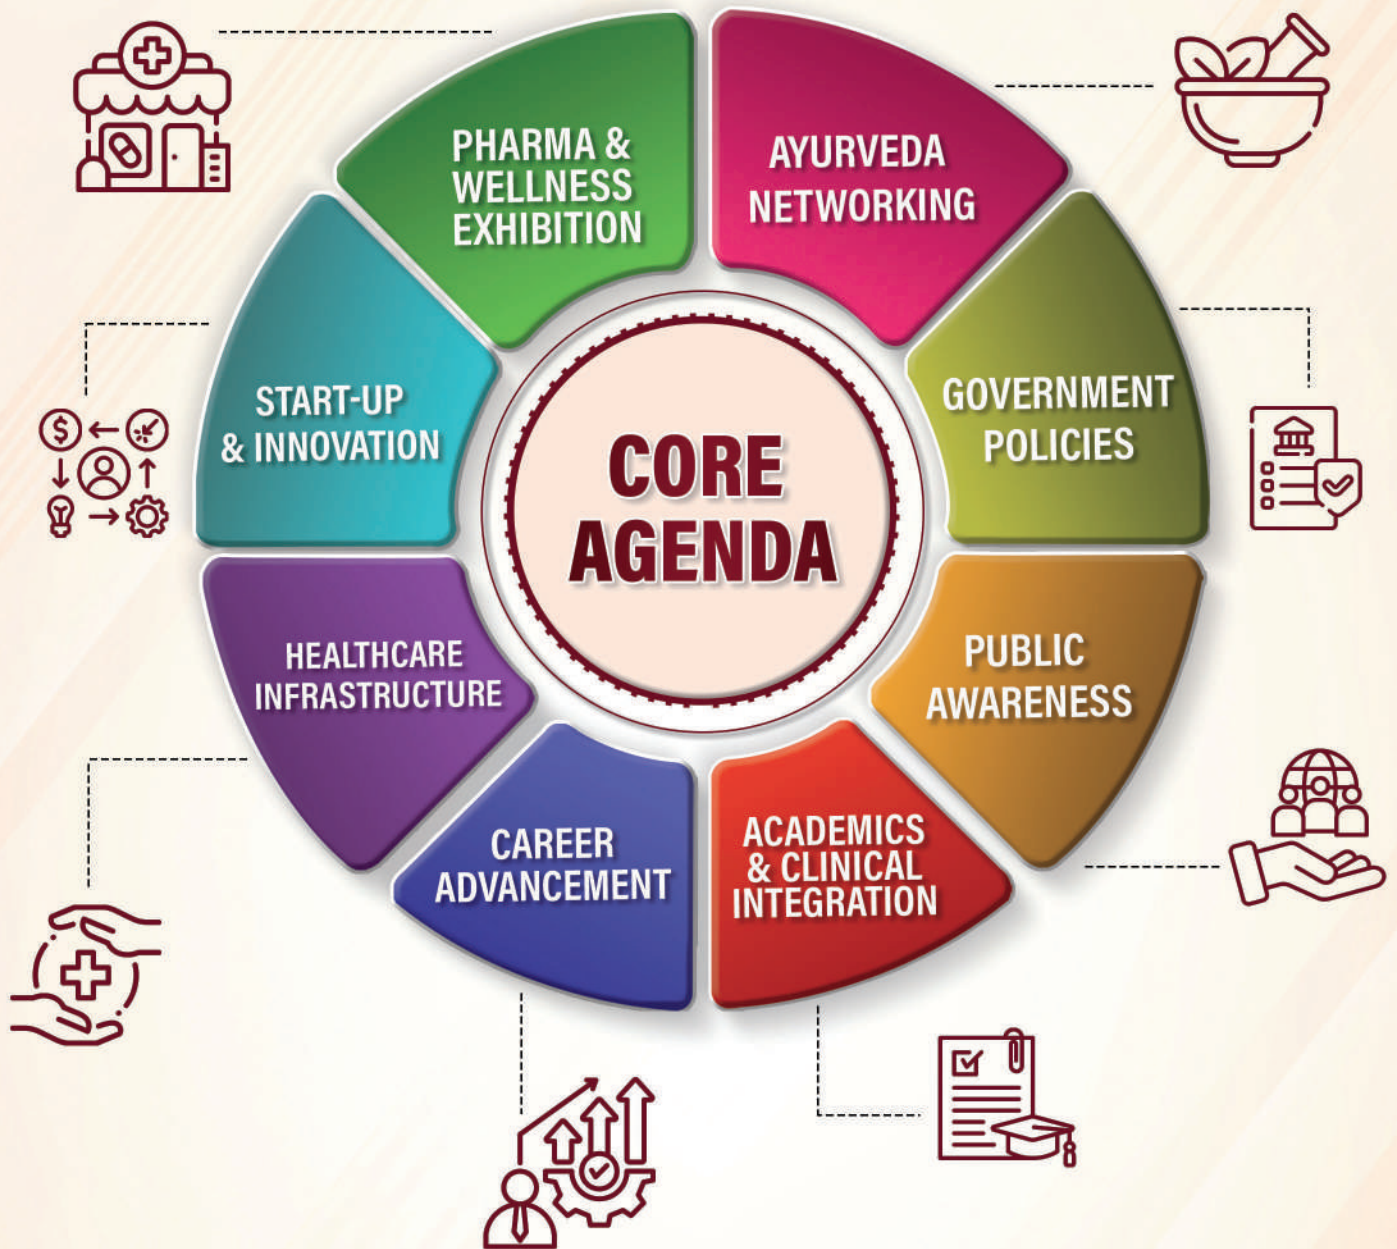 PHARMA &
WELLNESS
EXHIBITION
AYURVEDA
NETWORKING
START-UP
& INNOVATION
GOVERNMENT
POLICIES
CORE
AGENDA
HEALTHCARE
INFRASTRUCTURE
PUBLIC
AWARENESS
CAREER
ADVANCEMENT
ACADEMICS
& CLINICAL
INTEGRATION
$